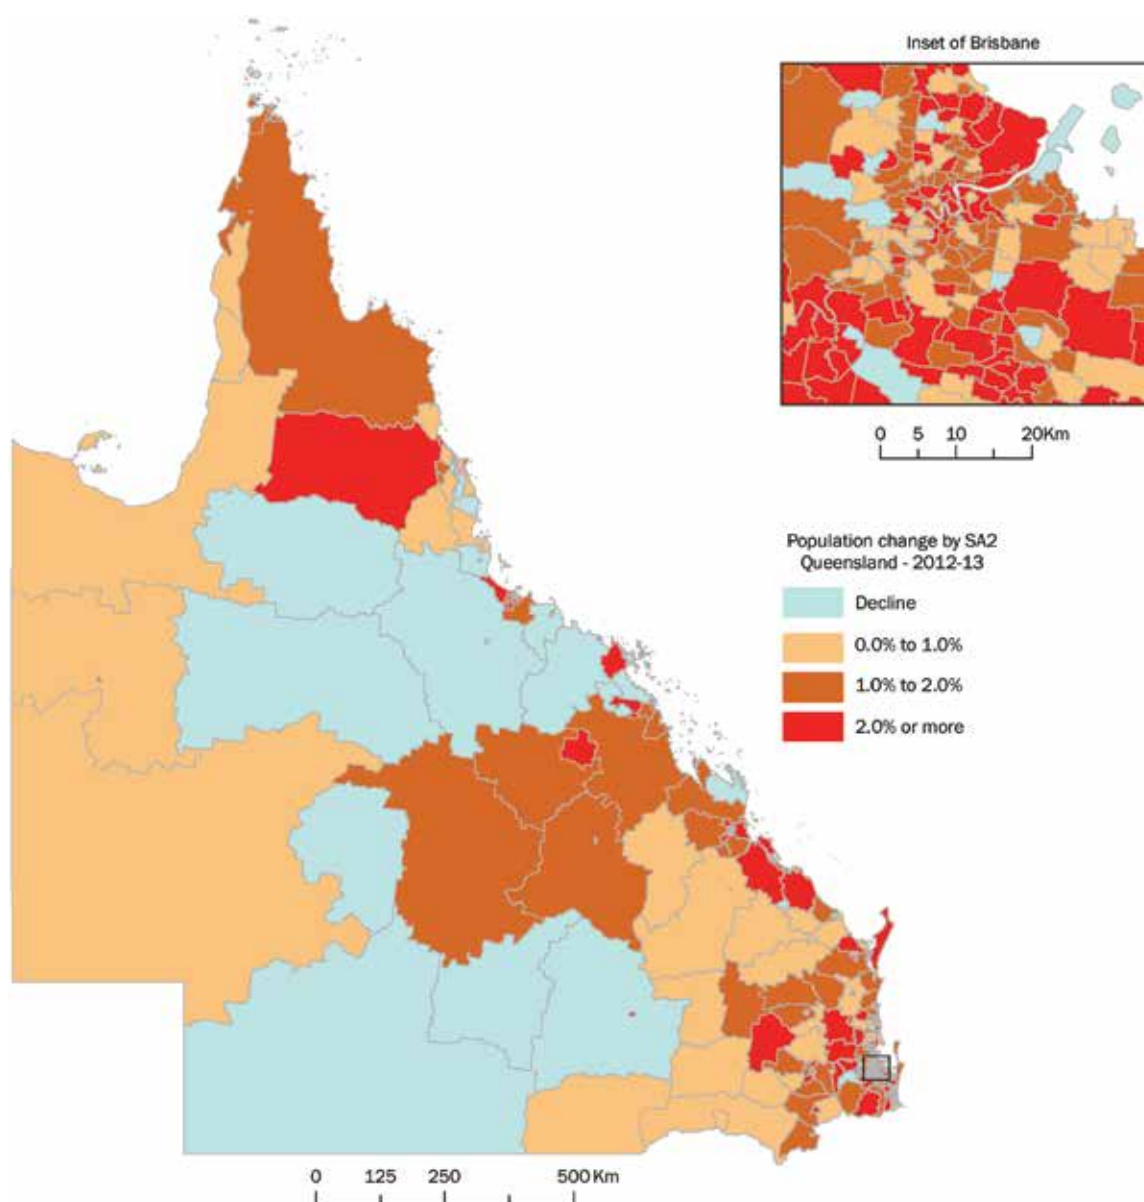 Inset of Brisbane
0 5 10 20Km
Population change by SA2
Queensland - 2012-13
Decline
0.0% to 1.0%
1.0% to 2.0%
2.0% or more
0 125 250 500 Km